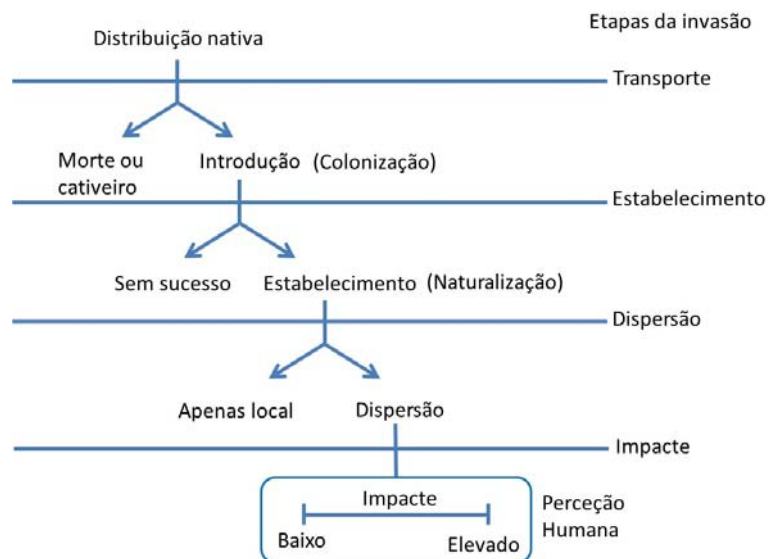 Etapas da invasão
Distribuição nativa
Transporte
Morte ou
cativeiro
Introdução (Colonização)
Estabelecimento
Sem sucesso
Estabelecimento (Naturalização)
Dispersão
Apenas local
Dispersão
Impacte
Impacte
Baixo
Elevado
Perceção
Humana